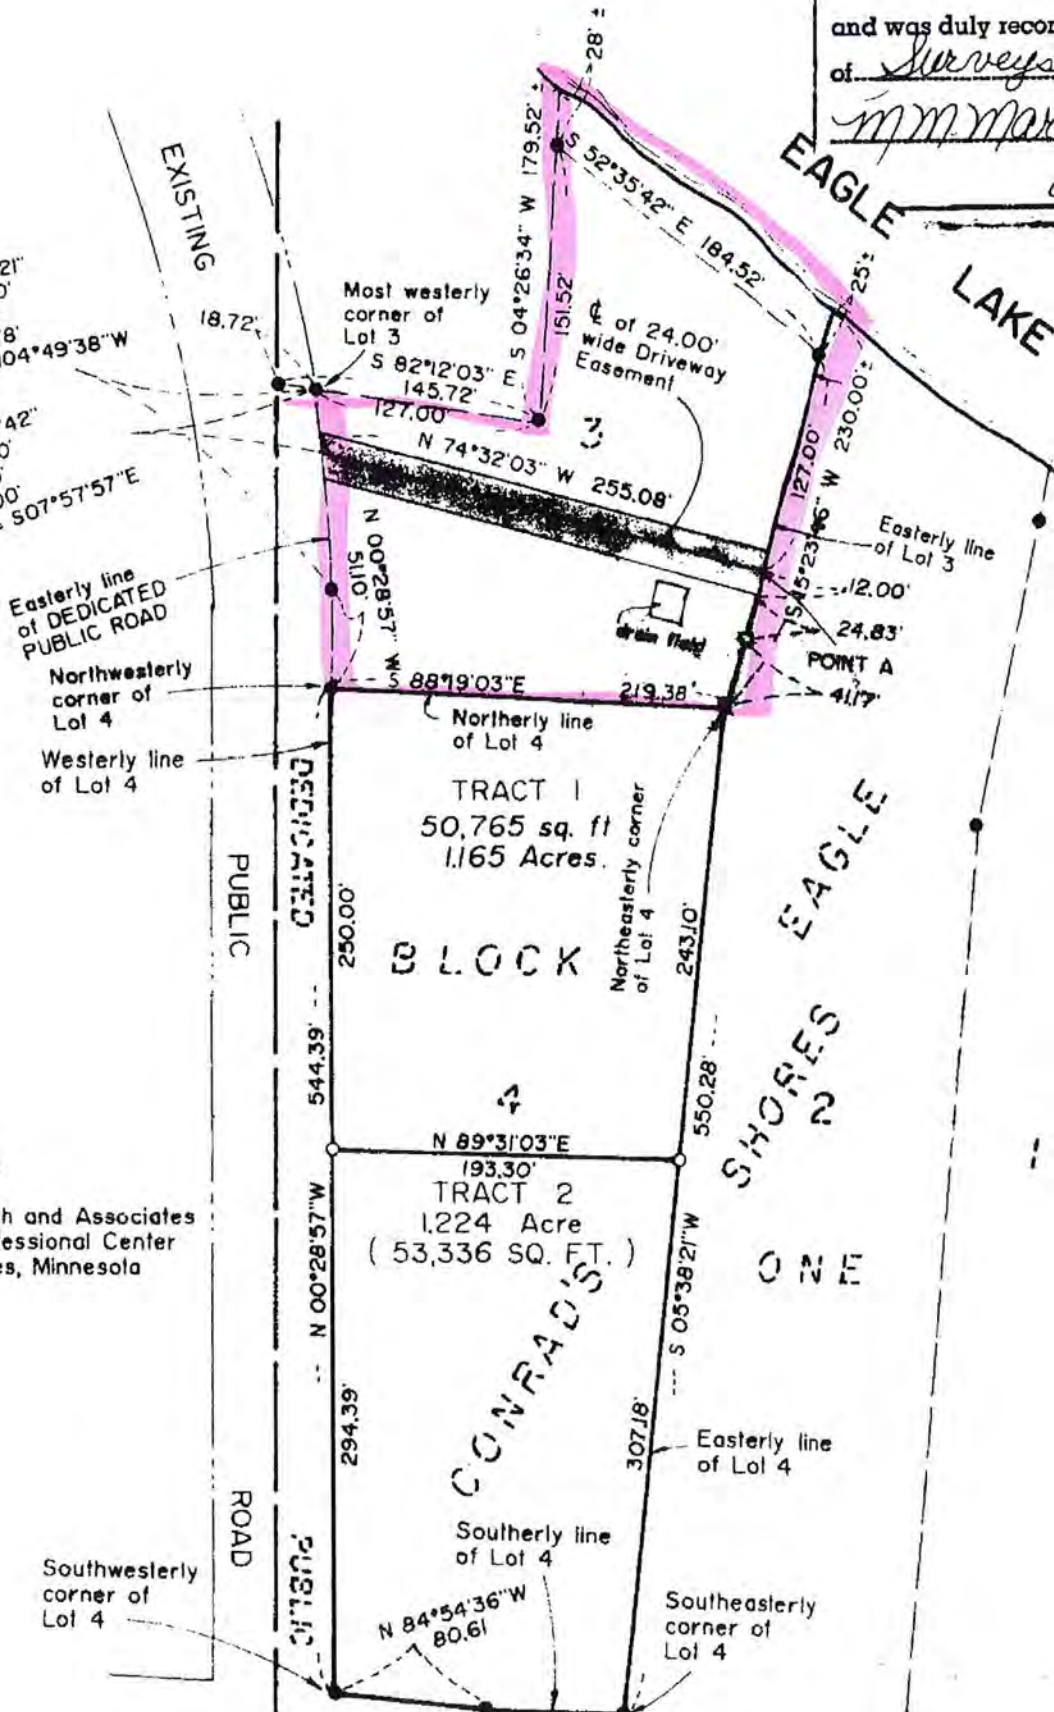 and was duly recor
of Surveys
28' ±
EAGLE
LAKE
EXISTING
21"
0'
8'
04°49'38"W
42"
0'
00'
= S07°57'57"E
18.72'
Most westerly
corner of
Lot 3
S 82°12'03" E
145.72'
127.00'
S 04°26'34" W 179.52' ±
151.52'
S 52°35'42" E 184.52'
25'±
℄ of 24.00'
wide Driveway
Easement
3
N 74°32'03" W 255.08'
127.00'
S 15°23'46" W 230.00'±
Easterly line
of Lot 3
12.00'
24.83'
POINT A
41.17'
drain field
N 00°28'57" W
51.10'
Easterly line
of DEDICATED
PUBLIC ROAD
Northwesterly
corner of
Lot 4
S 88°19'03"E 219.38'
Northerly line
of Lot 4
Westerly line
of Lot 4
TRACT 1
50,765 sq. ft
1.165 Acres.
DEDICATED
PUBLIC
250.00'
Northeasterly corner
of Lot 4
243.10'
BLOCK
EAGLE
SHORES
2
544.39'
550.28'
4
N 89°31'03"E
193.30'
TRACT 2
1.224 Acre
( 53,336 SQ. FT. )
h and Associates
essional Center
es, Minnesota
N 00°28'57"W
S 05°38'21"W
ONE
CONRAD'S
294.39'
307.18'
Easterly line
of Lot 4
ROAD
PUBLIC
Southerly line
of Lot 4
Southwesterly
corner of
Lot 4
N 84°54'36"W
80.61
Southeasterly
corner of
Lot 4